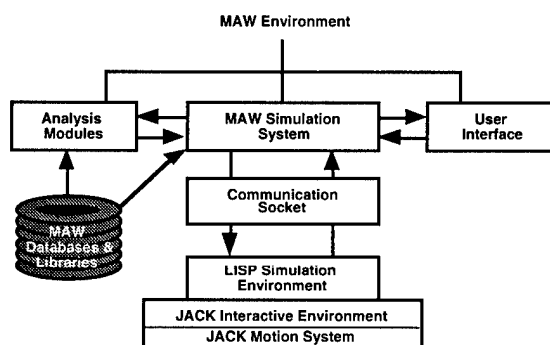 MAW Environment
Analysis
Modules
MAW Simulation
System
User
Interface
Communication
Socket
MAW
Databases &
Libraries
LISP Simulation
Environment
JACK Interactive Environment
JACK Motion System